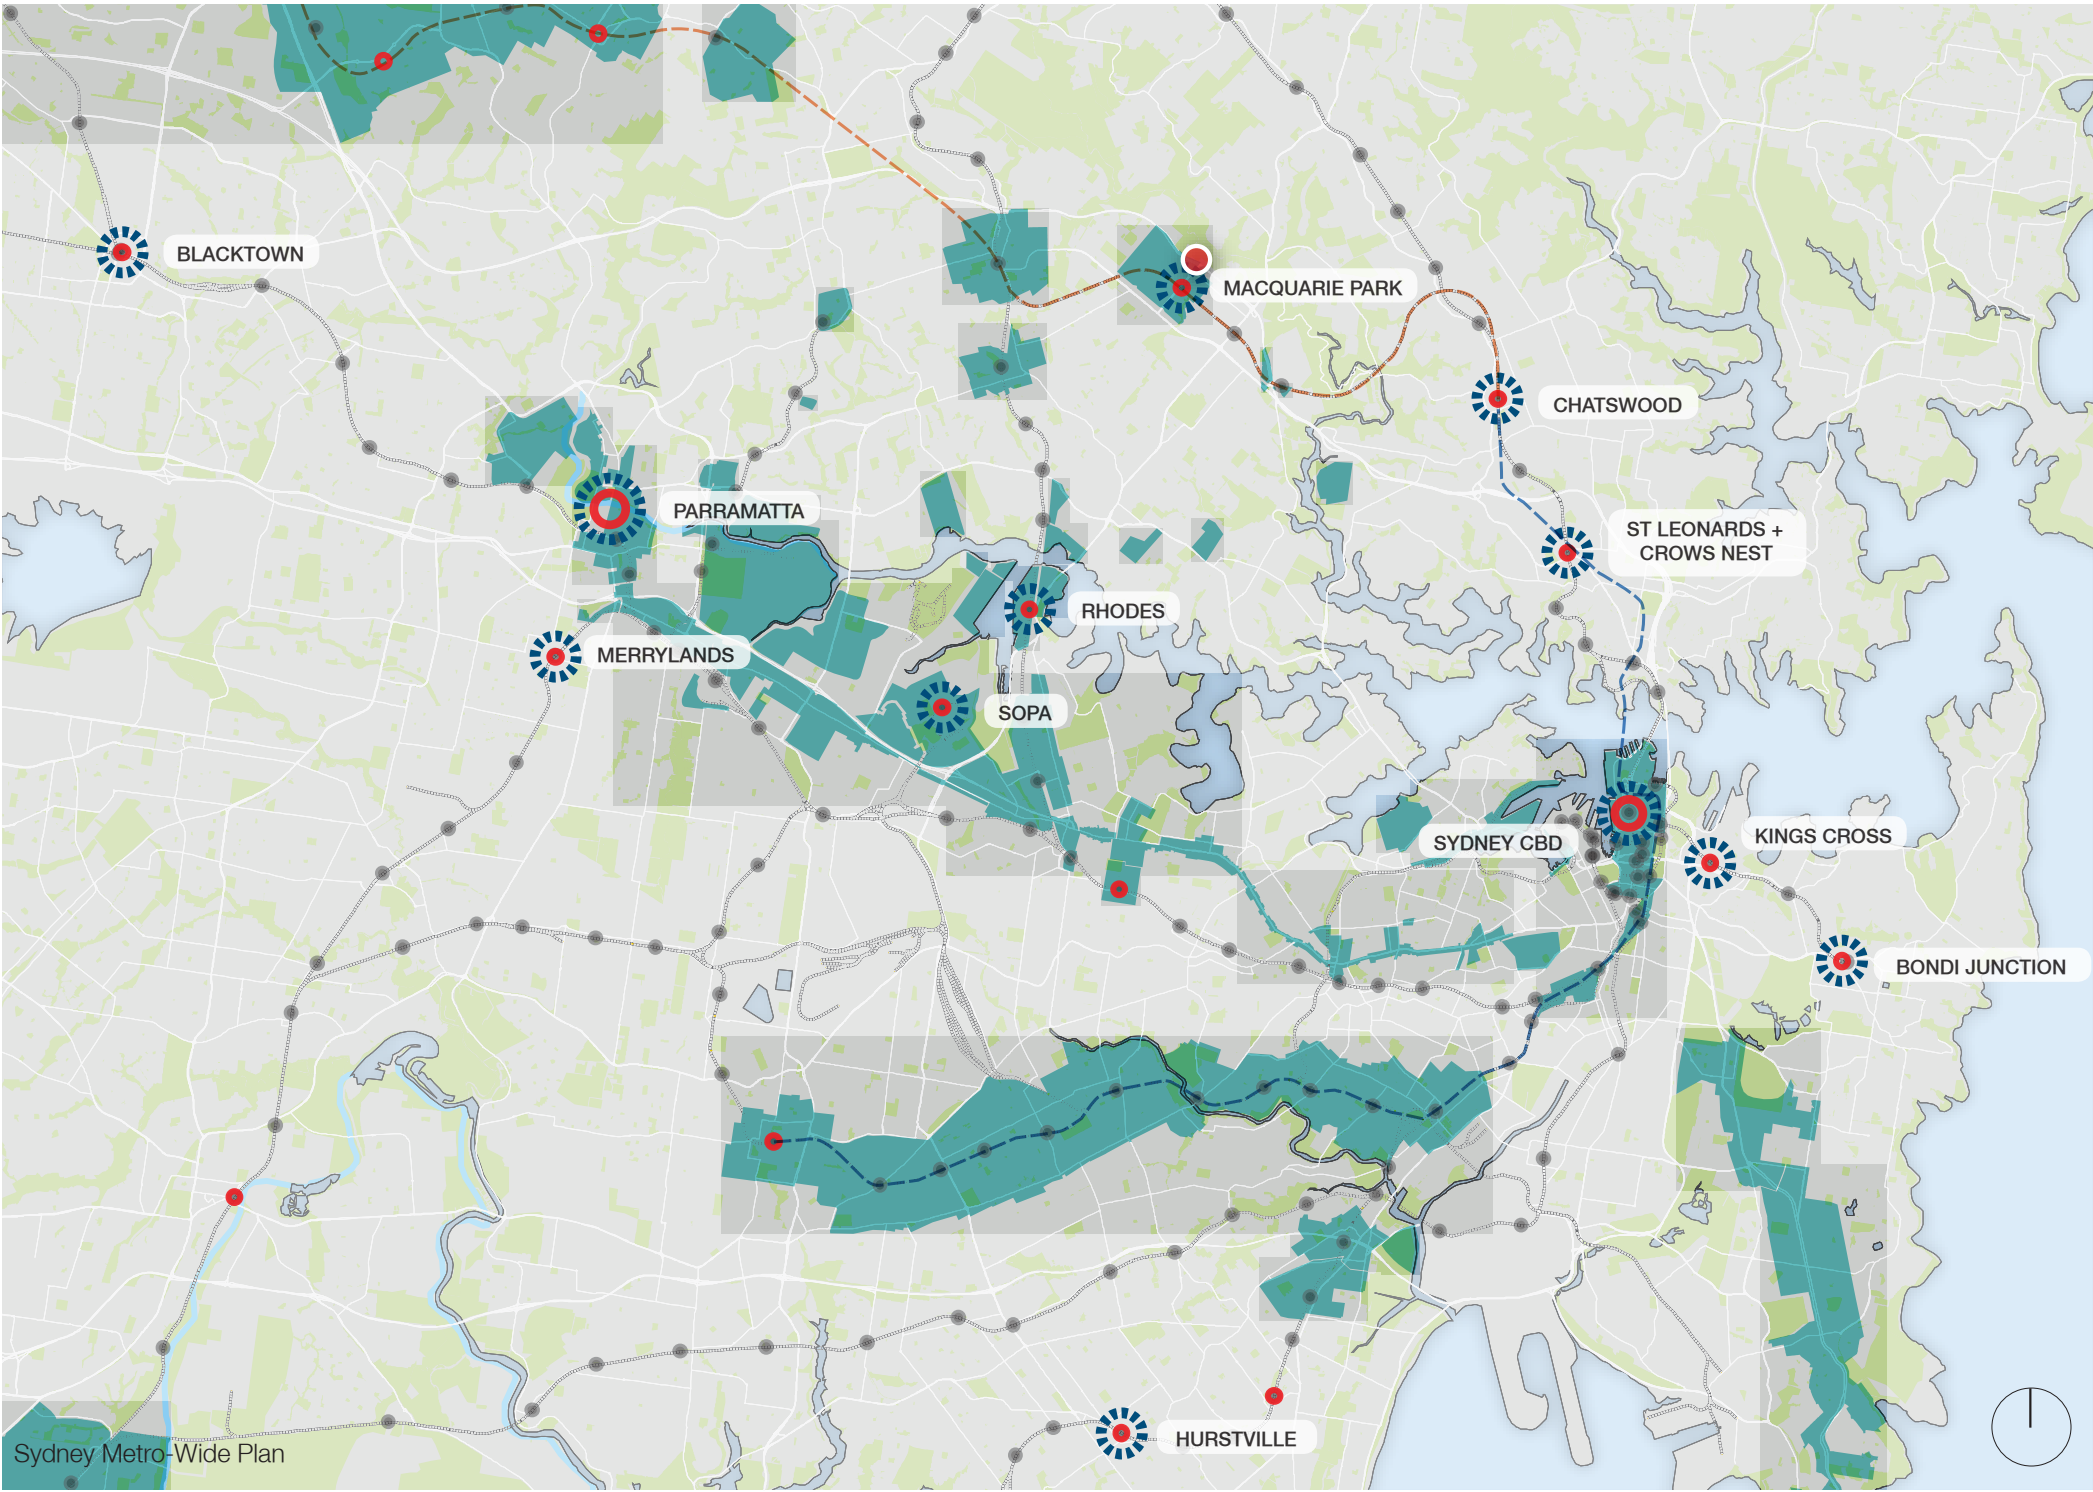 BLACKTOWN
MACQUARIE PARK
CHATSWOOD
PARRAMATTA
ST LEONARDS +
CROWS NEST
RHODES
MERRYLANDS
SOPA
SYDNEY CBD
KINGS CROSS
BONDI JUNCTION
HURSTVILLE
Sydney Metro-Wide Plan